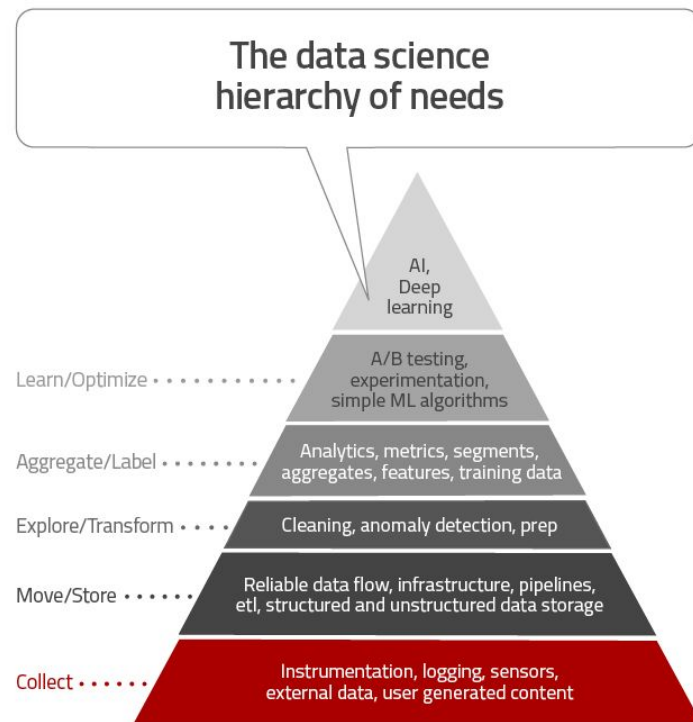 The data science
hierarchy of needs
AI,
Deep
learning
Learn/Optimize
A/B testing,
experimentation,
simple ML algorithms
Aggregate/Label
Analytics, metrics, segments,
aggregates, features, training data
Explore/Transform
Cleaning, anomaly detection, prep
Move/Store
Reliable data flow, infrastructure, pipelines,
etl, structured and unstructured data storage
Collect
Instrumentation, logging, sensors,
external data, user generated content